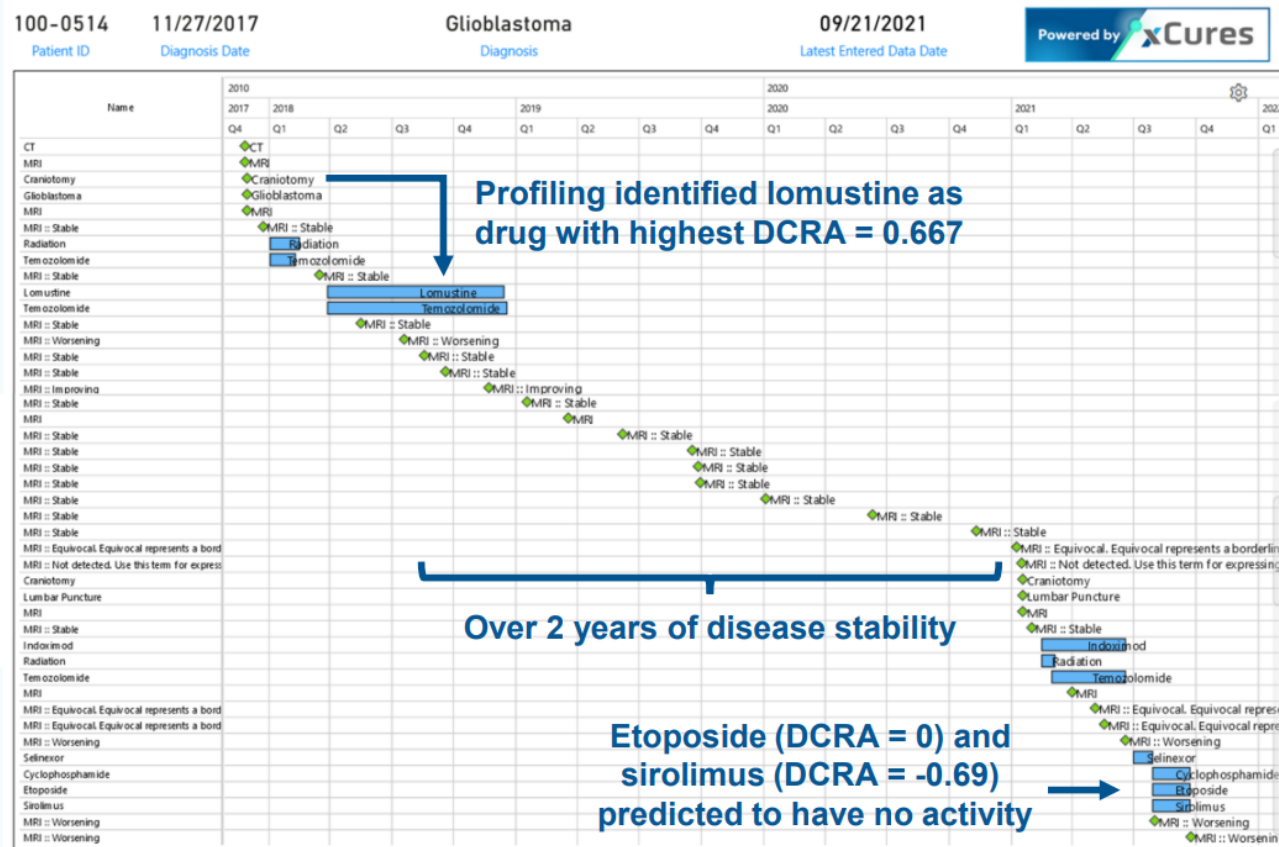 100-0514 11/27/2017 Glioblastoma 09/21/2021 Powered by xCures
Patient ID Diagnosis Date Diagnosis Latest Entered Data Date
2010 2020
Name 2017 2018 2019 2020 2021 202
Q4 Q1 Q2 Q3 Q4 Q1 Q2 Q3 Q4 Q1 Q2 Q3 Q4 Q1 Q2 Q3 Q4 Q1
CT CT
MRI MRI
Craniotomy Craniotomy
Glioblastoma Glioblastoma
MRI MRI
MRI :: Stable MRI :: Stable
Radiation Radiation
Temozolomide Temozolomide
MRI :: Stable MRI :: Stable
Lomustine Lomustine
Temozolomide Temozolomide
MRI :: Stable MRI :: Stable
MRI :: Worsening MRI :: Worsening
MRI :: Stable MRI :: Stable
MRI :: Stable MRI :: Stable
MRI :: Improving MRI :: Improving
MRI :: Stable MRI :: Stable
MRI MRI
MRI :: Stable MRI :: Stable
MRI :: Stable MRI :: Stable
MRI :: Stable MRI :: Stable
MRI :: Stable MRI :: Stable
MRI :: Stable MRI :: Stable
MRI :: Stable MRI :: Stable
MRI :: Stable MRI :: Stable
MRI :: Equivocal. Equivocal represents a bord MRI :: Equivocal. Equivocal represents a borderlin
MRI :: Not detected. Use this term for express MRI :: Not detected. Use this term for expressing
Craniotomy Craniotomy
Lumbar Puncture Lumbar Puncture
MRI MRI
MRI :: Stable MRI :: Stable
Indoximod Indoximod
Radiation Radiation
Temozolomide Temozolomide
MRI MRI
MRI :: Equivocal. Equivocal represents a bord MRI :: Equivocal. Equivocal represe
MRI :: Equivocal. Equivocal represents a bord MRI :: Equivocal. Equivocal repre
MRI :: Worsening MRI :: Worsening
Selinexor Selinexor
Cyclophosphamide Cyclophosphamide
Etoposide Etoposide
Sirolimus Sirolimus
MRI :: Worsening MRI :: Worsening
MRI :: Worsening MRI :: Worsenin
Profiling identified lomustine as
drug with highest DCRA = 0.667
Over 2 years of disease stability
Etoposide (DCRA = 0) and
sirolimus (DCRA = -0.69)
predicted to have no activity